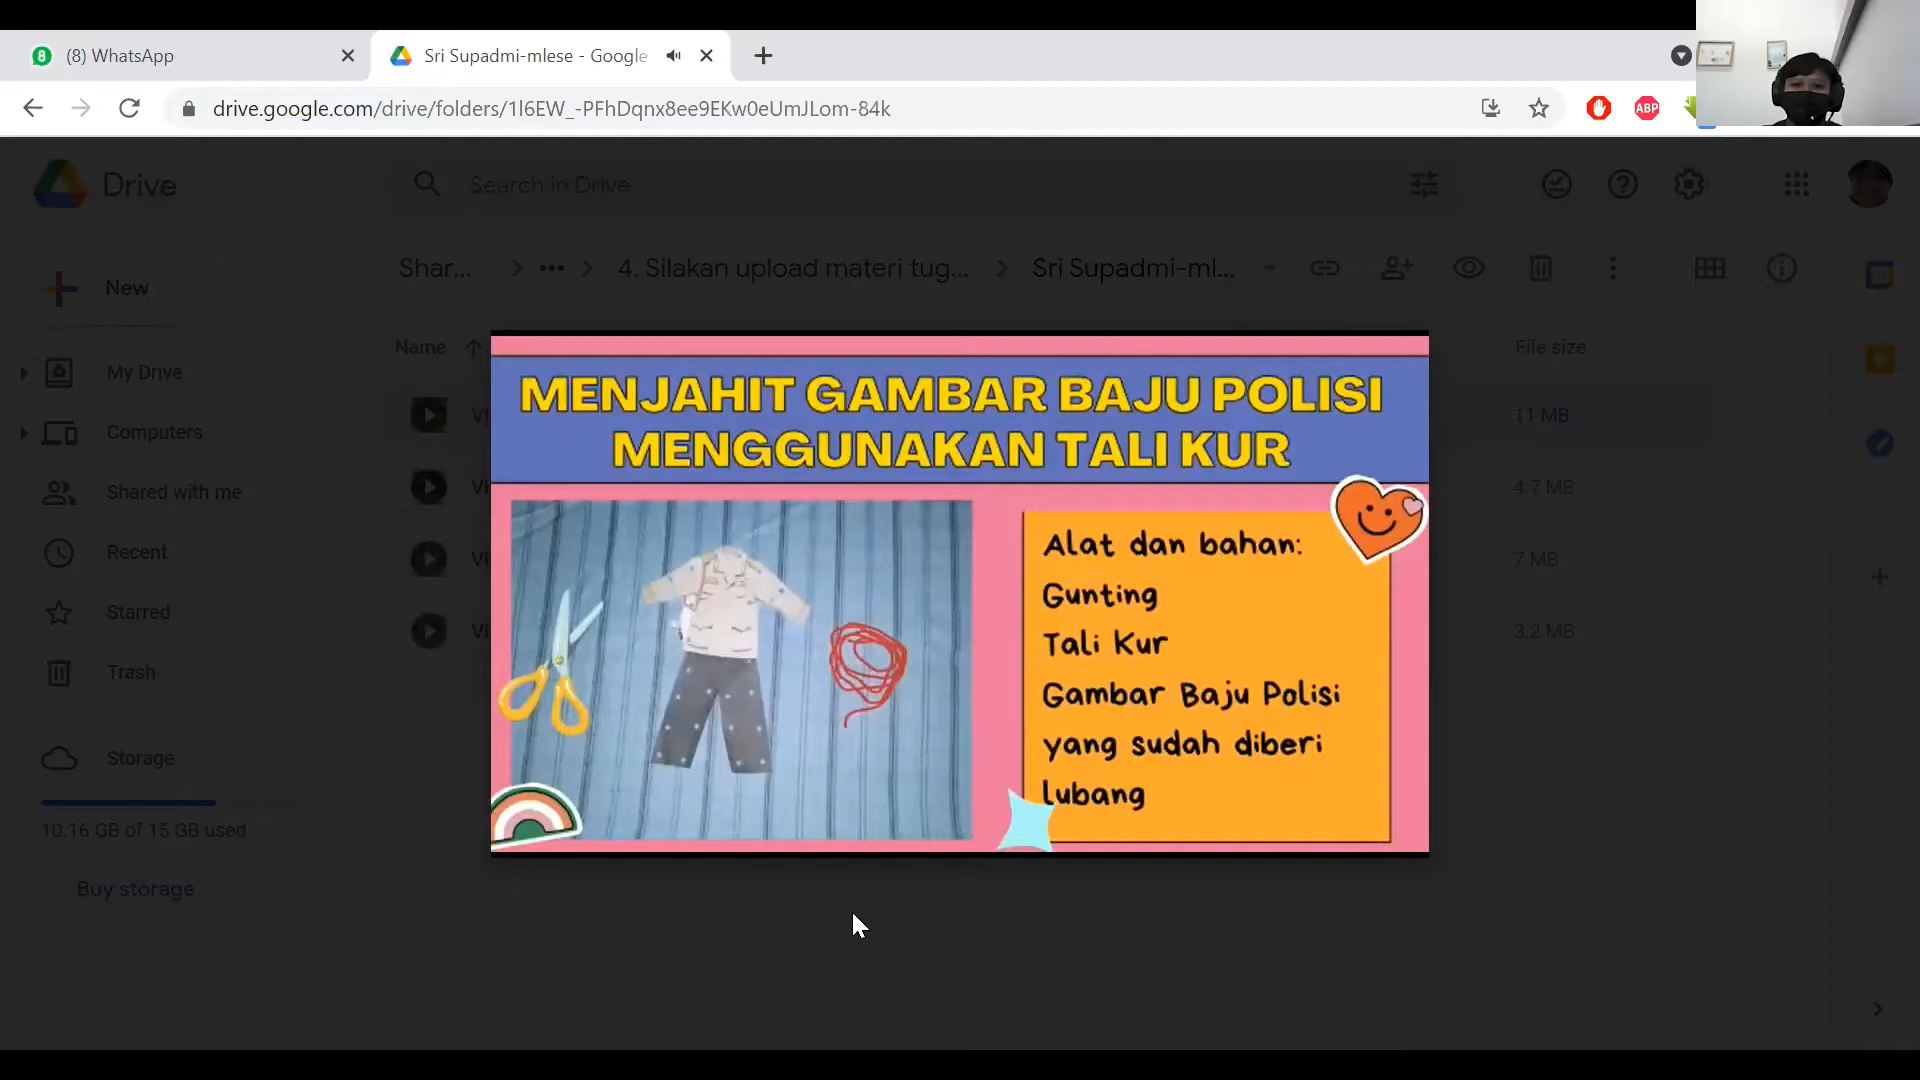 (8) WhatsApp
Sri Supadmi-mlese - Google
drive.google.com/drive/folders/1l6EW_-PFhDqnx8ee9EKw0eUmJLom-84k
ABP
Drive
Search in Drive
Shar... > ... > 4. Silakan upload materi tug... > Sri Supadmi-ml...
New
Name
File size
My Drive
11 MB
Computers
4.7 MB
Shared with me
Recent
7 MB
Starred
3.2 MB
Trash
Storage
10.16 GB of 15 GB used
Buy storage
MENJAHIT GAMBAR BAJU POLISI
MENGGUNAKAN TALI KUR
Alat dan bahan:
Gunting
Tali Kur
Gambar Baju Polisi
yang sudah diberi
lubang